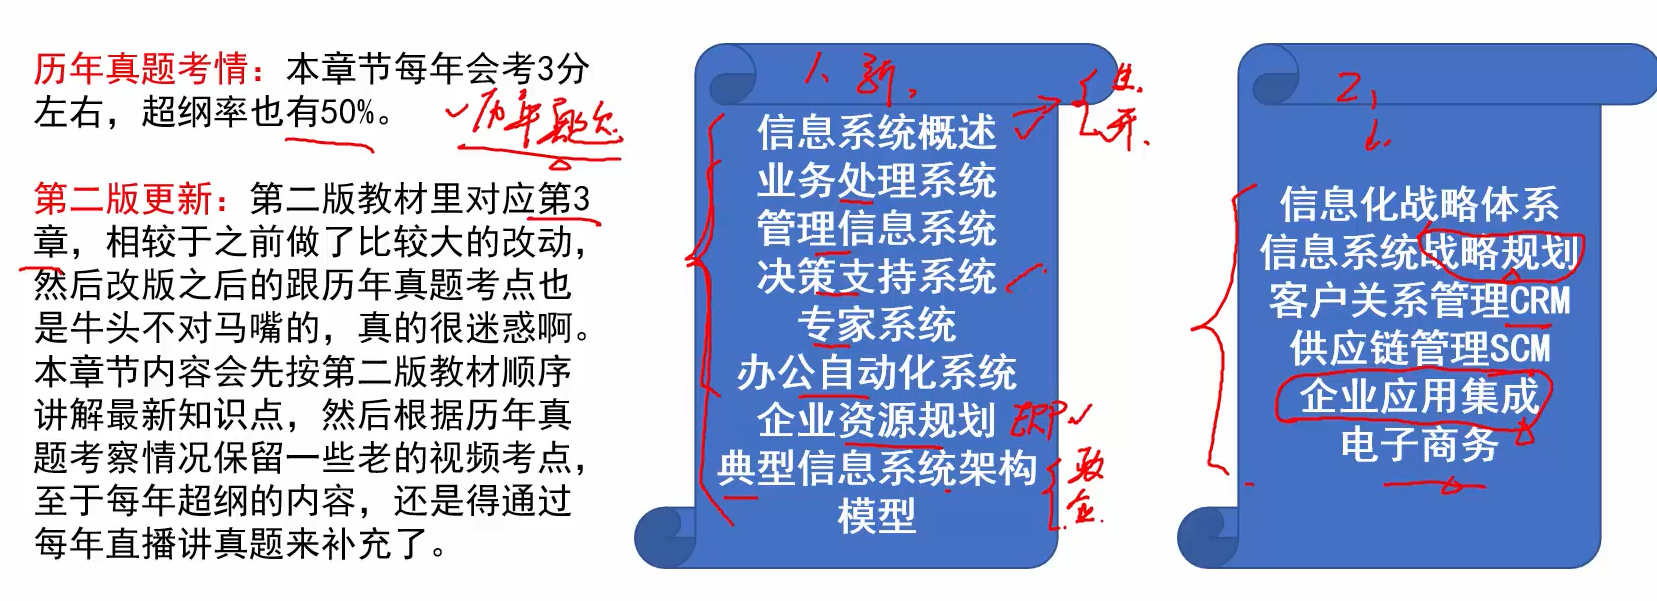 历年真题考情：本章节每年会考3分
左右，超纲率也有50%。
历年真题
第二版更新：第二版教材里对应第3
章，相较于之前做了比较大的改动，
然后改版之后的跟历年真题考点也
是牛头不对马嘴的，真的很迷惑啊。
本章节内容会先按第二版教材顺序
讲解最新知识点，然后根据历年真
题考察情况保留一些老的视频考点，
至于每年超纲的内容，还是得通过
每年直播讲真题来补充了。
1、新
信息系统概述
业务处理系统
管理信息系统
决策支持系统
专家系统
办公自动化系统
企业资源规划 ERP
典型信息系统架构
模型
2、
信息化战略体系
信息系统战略规划
客户关系管理CRM
供应链管理SCM
企业应用集成
电子商务